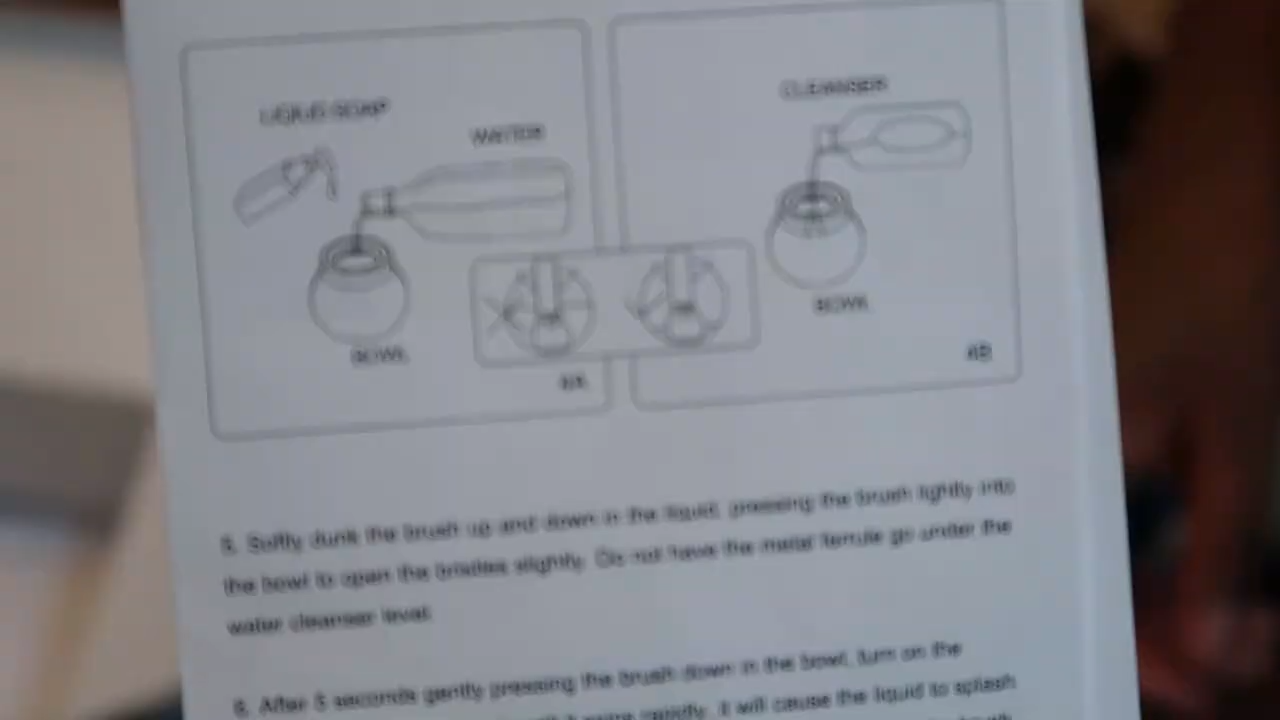 LIQUID SOAP
WATER
CLEANSER
BOWL
BOWL
4A
4B
5. Softly dunk the brush up and down in the liquid, pressing the brush lightly into
the bowl to open the bristles slightly. Do not have the metal ferrule go under the
water cleanser level.
6. After 5 seconds gently pressing the brush down in the bowl, turn on the
rapidly. It will cause the liquid to splash